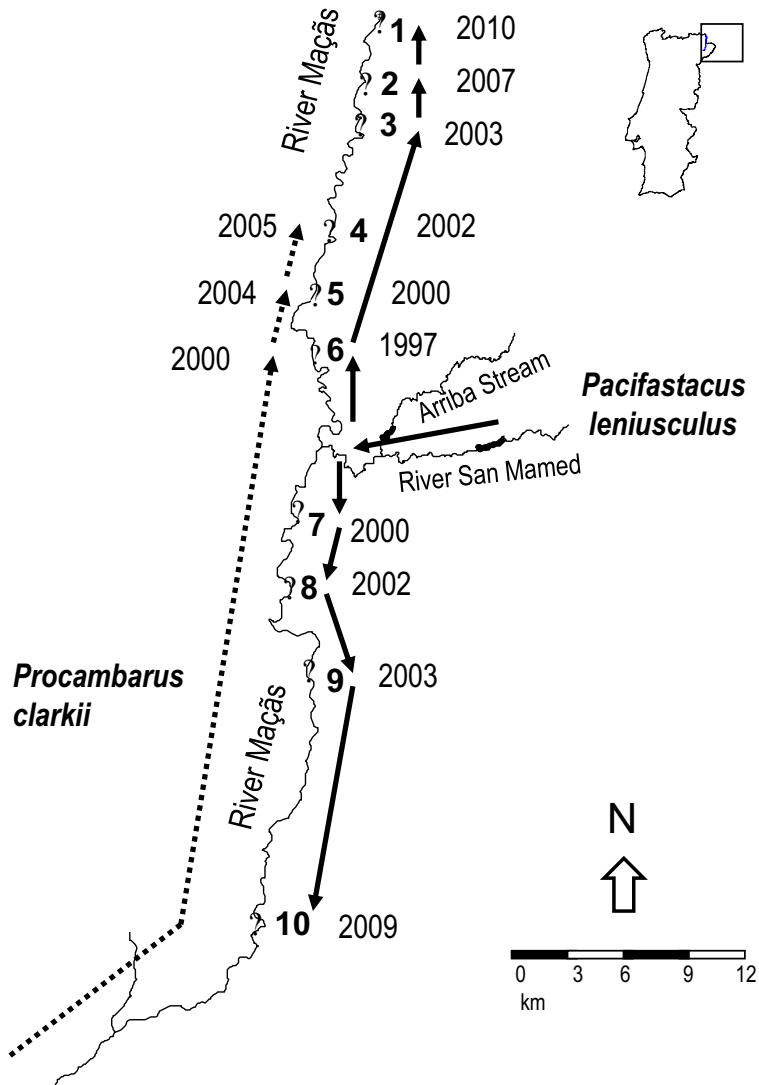 River Maçãs
? 1 2010
? 2 2007
? 3 2003
2005 ? 4 2002
2004 ? 5 2000
2000 ? 6 1997
Arriba Stream
Pacifastacus
leniusculus
River San Mamed
? 7 2000
? 8 2002
Procambarus
clarkii
? 9 2003
River Maçãs
N
? 10 2009
0 3 6 9 12
km